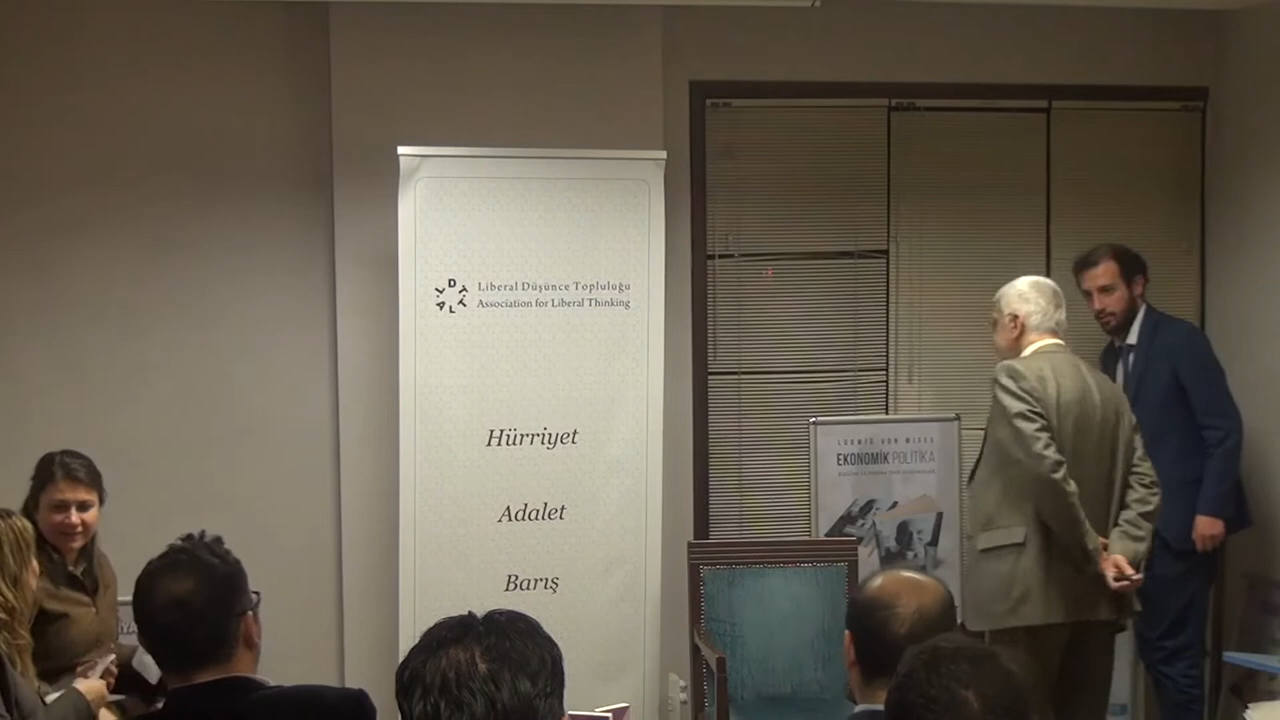 Liberal Düşünce Topluluğu
Association for Liberal Thinking
Hürriyet
Adalet
Barış
LUDWIG VON MISES
EKONOMİK POLİTİKA